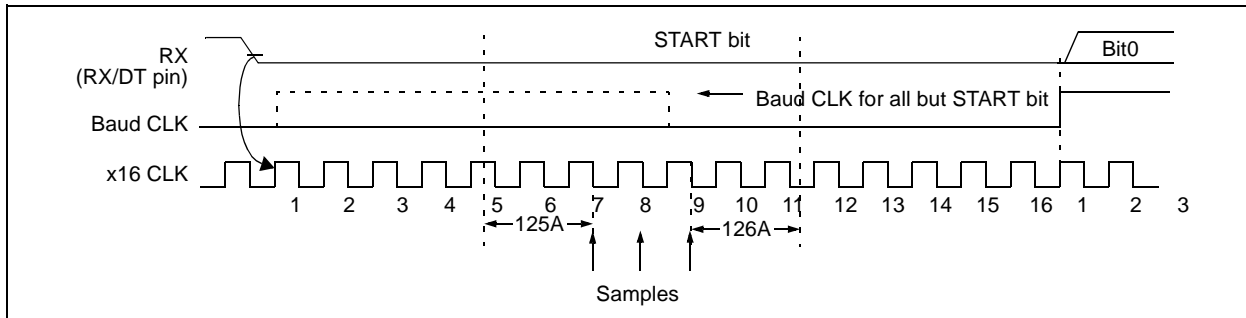 START bit
RX
(RX/DT pin)
Bit0
Baud CLK for all but START bit
Baud CLK
x16 CLK
1 2 3 4 5 6 7 8 9 10 11 12 13 14 15 16 1 2 3
125A 126A
Samples